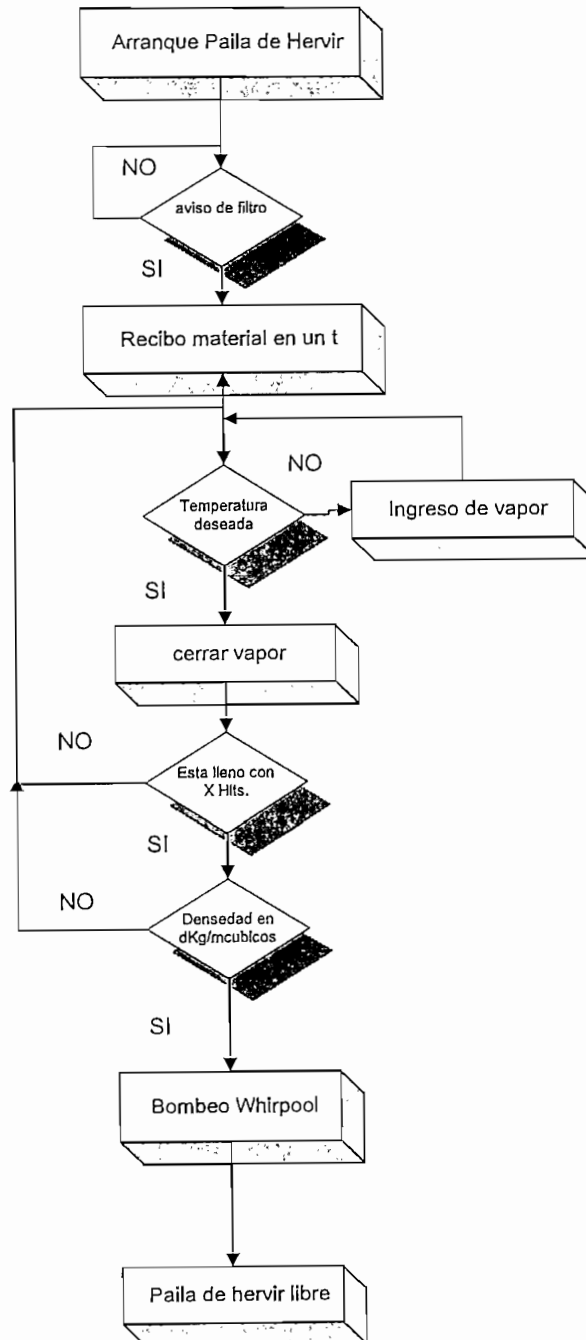 Arranque Paila de Hervir
NO
aviso de filtro
SI
Recibo material en un t
NO
Temperatura
deseada
Ingreso de vapor
SI
cerrar vapor
NO
Esta lleno con
X Hlts.
SI
NO
Densedad en
dKg/mcubicos
SI
Bombeo Whirpool
Paila de hervir libre